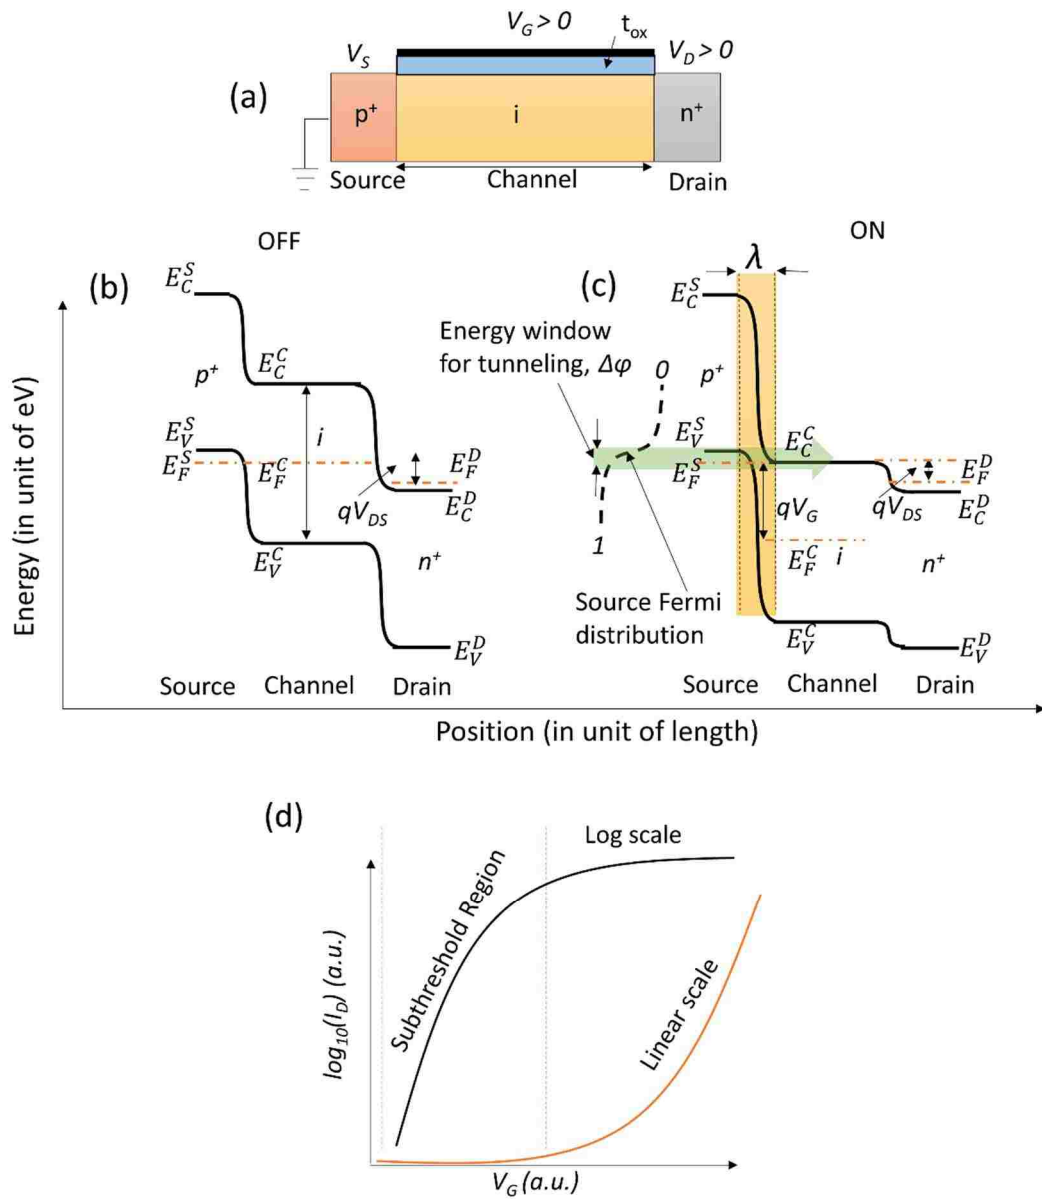 V_G > 0
t_ox
V_S
V_D > 0
(a)
p⁺
i
n⁺
Source
Channel
Drain
OFF
ON
(b)
E_C^S
E_C^C
p⁺
E_V^S
i
E_F^S
E_F^C
E_F^D
qV_DS
E_C^D
E_V^C
n⁺
E_V^D
Source
Channel
Drain
(c)
λ
E_C^S
Energy window
for tunneling, Δφ
0
p⁺
E_V^S
E_C^C
E_F^S
E_F^D
qV_G
qV_DS
E_C^D
1
E_F^C
i
n⁺
Source Fermi
distribution
E_V^C
E_V^D
Source
Channel
Drain
Energy (in unit of eV)
Position (in unit of length)
(d)
Log scale
Subthreshold Region
Linear scale
log₁₀(I_D) (a.u.)
V_G (a.u.)